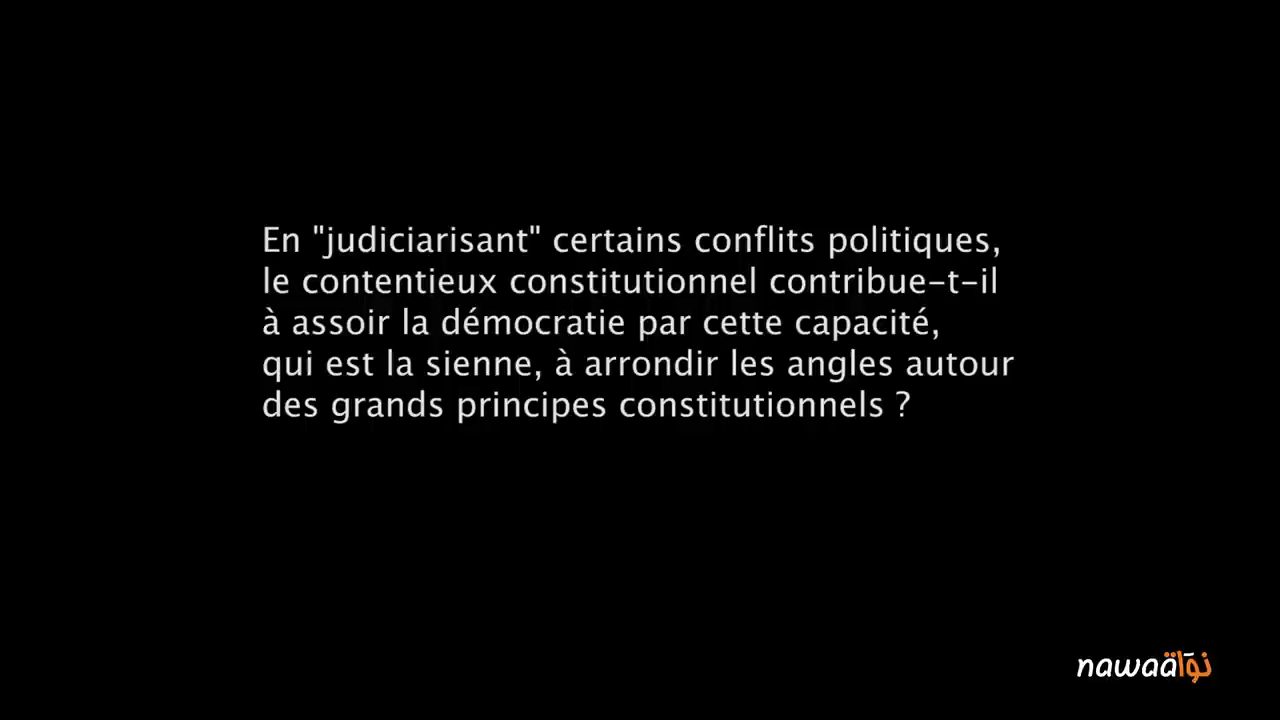 En "judiciarisant" certains conflits politiques,
le contentieux constitutionnel contribue-t-il
à assoir la démocratie par cette capacité,
qui est la sienne, à arrondir les angles autour
des grands principes constitutionnels ?
nawaa نواة